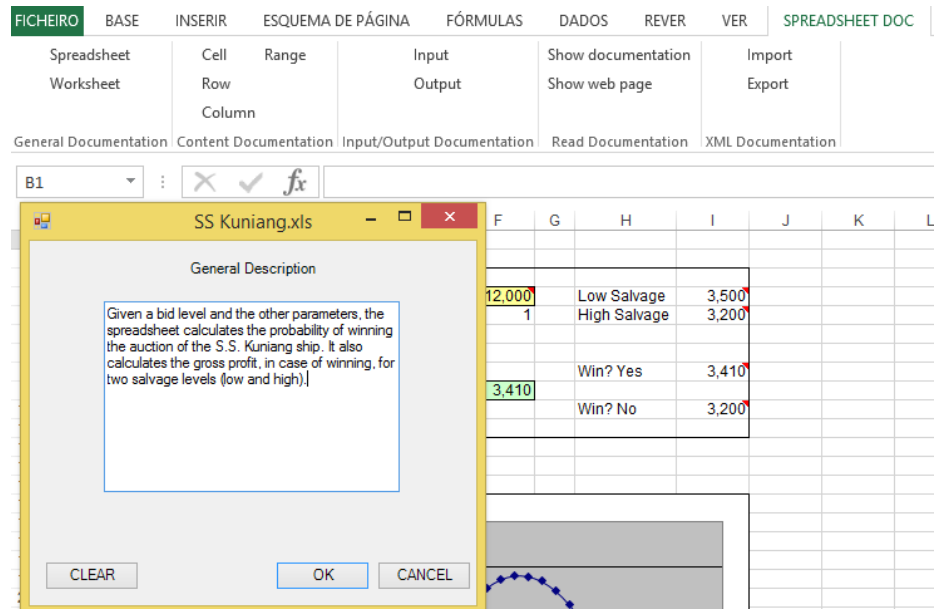 FICHEIRO BASE INSERIR ESQUEMA DE PÁGINA FÓRMULAS DADOS REVER VER SPREADSHEET DOC
Spreadsheet Cell Range Input Show documentation Import
Worksheet Row Output Show web page Export
Column
General Documentation Content Documentation Input/Output Documentation Read Documentation XML Documentation
B1 fx
SS Kuniang.xls
F G H I J K L
General Description
Given a bid level and the other parameters, the
spreadsheet calculates the probability of winning
the auction of the S.S. Kuniang ship. It also
calculates the gross profit, in case of winning, for
two salvage levels (low and high).
12,000 Low Salvage 3,500
1 High Salvage 3,200
Win? Yes 3,410
3,410
Win? No 3,200
CLEAR OK CANCEL